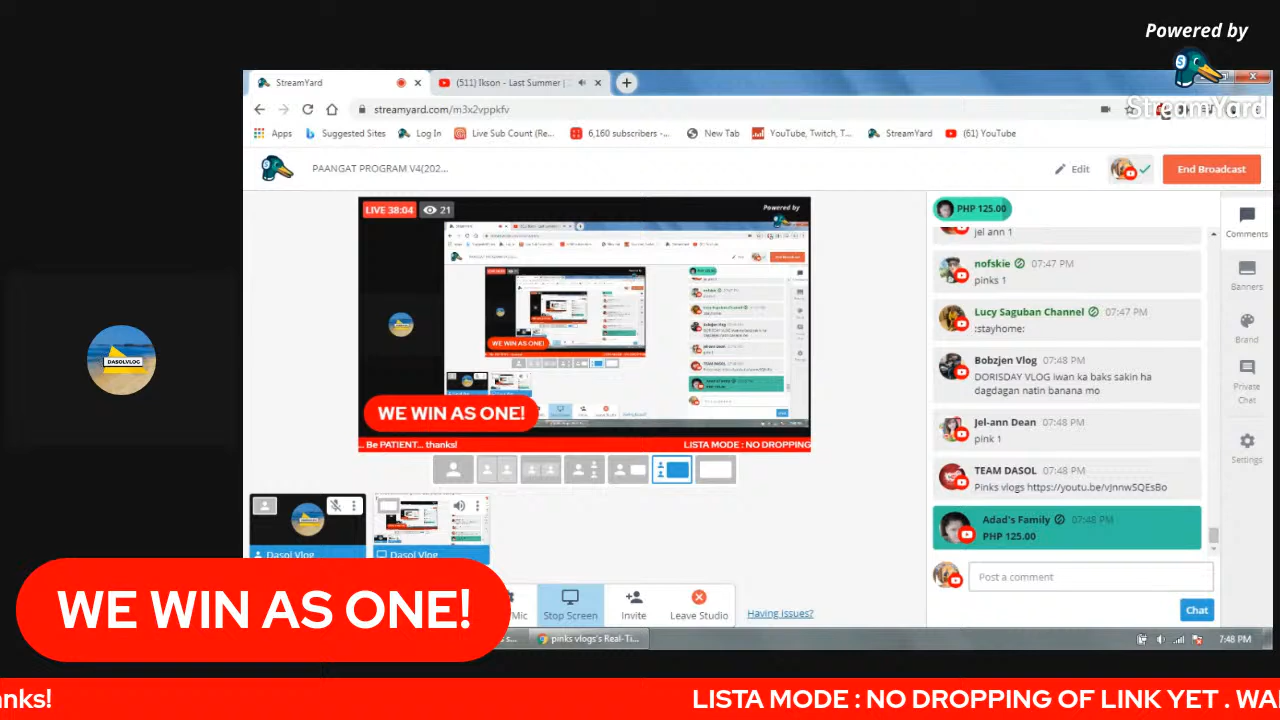 Powered by
StreamYard
StreamYard
(511) Ikson - Last Summer |
streamyard.com/m3x2vppkfv
Apps
Suggested Sites
Log In
Live Sub Count (Re...
6,160 subscribers -...
New Tab
YouTube, Twitch, T...
StreamYard
(61) YouTube
PAANGAT PROGRAM V4(202...
Edit
End Broadcast
LIVE 38:04
21
Powered by
WE WIN AS ONE!
WE WIN AS ONE!
... Be PATIENT... thanks!
LISTA MODE : NO DROPPING
PHP 125.00
jel ann 1
nofskie 07:47 PM
pinks 1
Lucy Saguban Channel 07:47 PM
:stayhome:
Bobzjen Vlog 07:48 PM
DORISDAY VLOG iwan ka baks sakin ha
dagdagan natin banana mo
Jel-ann Dean 07:48 PM
pink 1
TEAM DASOL 07:48 PM
Pinks vlogs https://youtu.be/vJnnwSQEsBo
Adad's Family 07:48 PM
PHP 125.00
Post a comment
Chat
Comments
Banners
Brand
Private
Chat
Settings
DASOLVLOG
Dasol Vlog
Dasol Vlog
Mic
Stop Screen
Invite
Leave Studio
Having issues?
pinks vlogs's Real-Ti...
7:48 PM
WE WIN AS ONE!
anks!
LISTA MODE : NO DROPPING OF LINK YET . WA